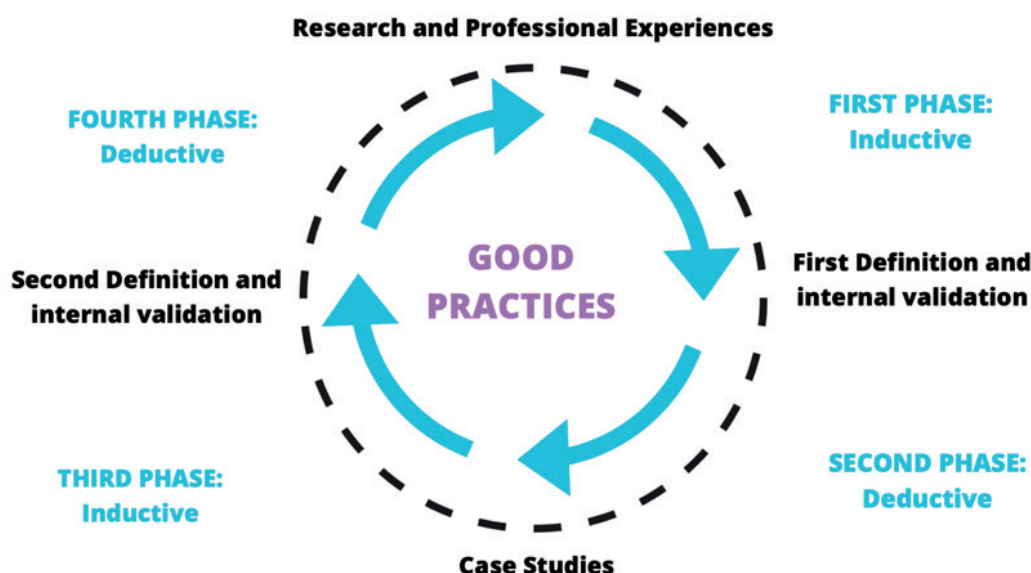 Research and Professional Experiences
FOURTH PHASE:
Deductive
FIRST PHASE:
Inductive
GOOD
PRACTICES
Second Definition and
internal validation
First Definition and
internal validation
THIRD PHASE:
Inductive
SECOND PHASE:
Deductive
Case Studies